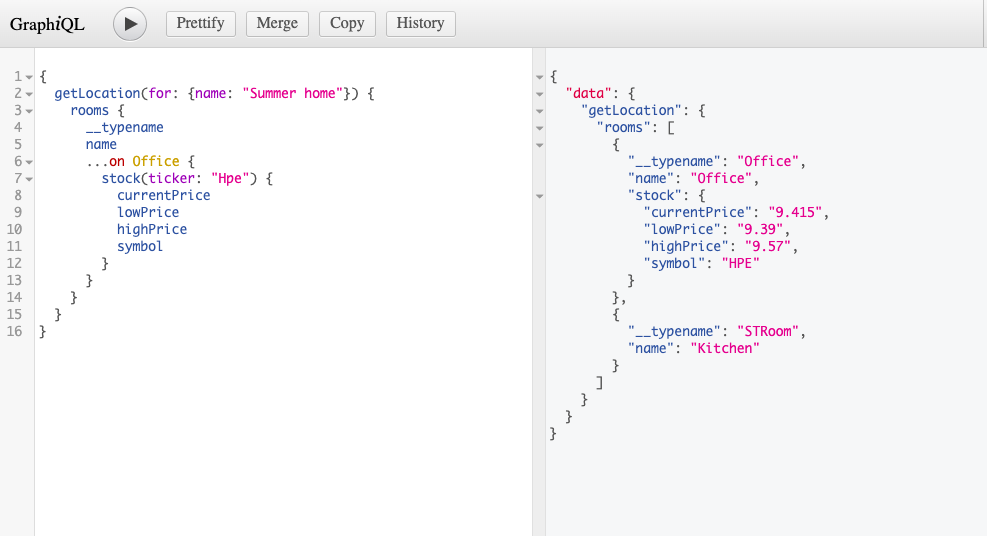 GraphiQL Prettify Merge Copy History
1 {
2   getLocation(for: {name: "Summer home"}) {
3     rooms {
4       __typename
5       name
6       ...on Office {
7         stock(ticker: "Hpe") {
8           currentPrice
9           lowPrice
10           highPrice
11           symbol
12         }
13       }
14     }
15   }
16 }
{
  "data": {
    "getLocation": {
      "rooms": [
        {
          "__typename": "Office",
          "name": "Office",
          "stock": {
            "currentPrice": "9.415",
            "lowPrice": "9.39",
            "highPrice": "9.57",
            "symbol": "HPE"
          }
        },
        {
          "__typename": "STRoom",
          "name": "Kitchen"
        }
      ]
    }
  }
}